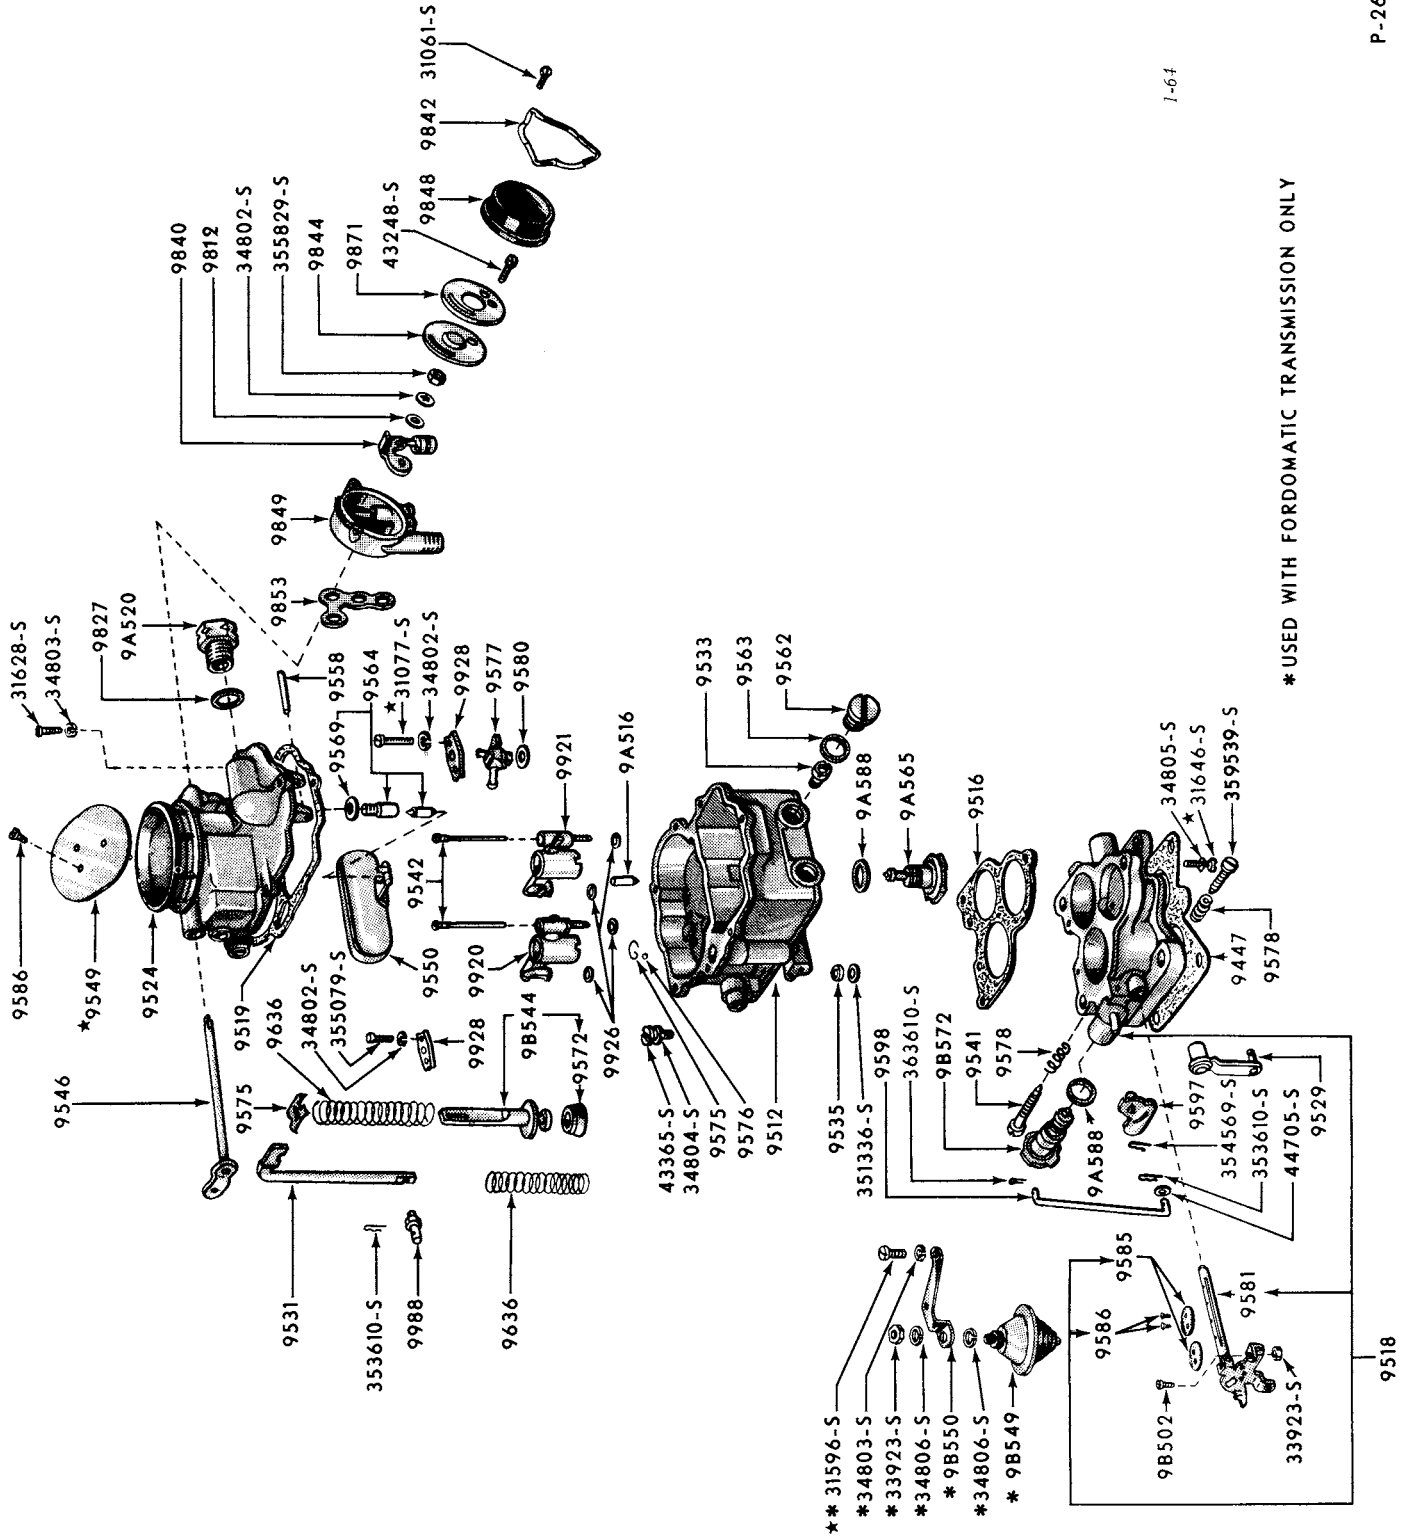 31628-S
34803-S
9827
9A520
9586
★9549
9524
9519
9636
34802-S
355079-S
9546
9575
9550
9920
9928
9B544
9572
9926
9531
353610-S
9988
9636
9840
9812
34802-S
355829-S
9844
9871
43248-S
9848
9842
31061-S
9849
9853
9558
9564
9569
★
31077-S
34802-S
9928
9577
9580
9542
9921
9A516
9533
9563
9562
9A588
9A565
9516
43365-S
34804-S
9575
9576
9512
9535
351336-S
9598
363610-S
9B572
9541
9578
9A588
34805-S
★
31646-S
359539-S
9578
9447
9597
354569-S
353610-S
44705-S
9529
★* 31596-S
*34803-S
*33923-S
*34806-S
* 9B550
*34806-S
* 9B549
9586
9585
9581
9B502
33923-S
9518
*USED WITH FORDOMATIC TRANSMISSION ONLY
1-64
P-26